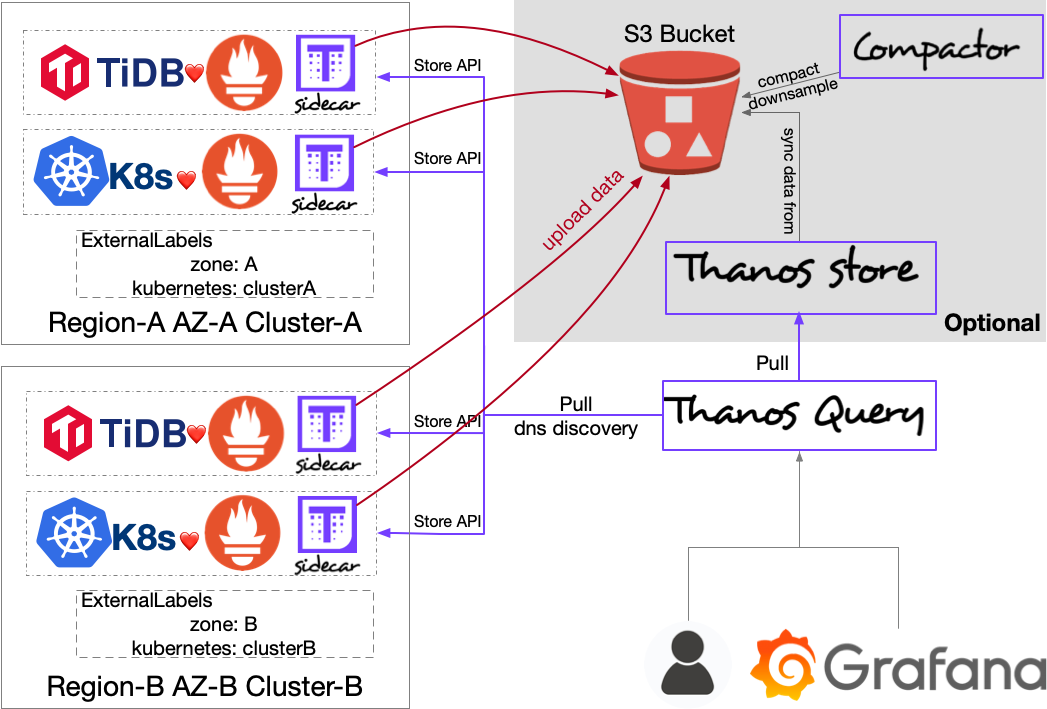 TiDB
sidecar
K8s
sidecar
ExternalLabels
zone: A
kubernetes: clusterA
Region-A AZ-A Cluster-A
TiDB
sidecar
K8s
sidecar
ExternalLabels
zone: B
kubernetes: clusterB
Region-B AZ-B Cluster-B
Store API
Store API
Store API
Store API
upload data
Pull
dns discovery
S3 Bucket
Compactor
compact
downsample
sync data from
Thanos store
Optional
Pull
Thanos Query
Grafana